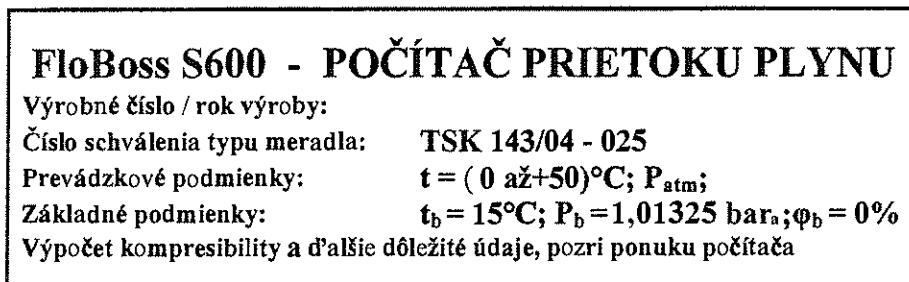 FloBoss S600 - POČÍTAČ PRIETOKU PLYNU
Výrobné číslo / rok výroby:
Číslo schválenia typu meradla: TSK 143/04 - 025
Prevádzkové podmienky: t = ( 0 až+50)°C; Patm;
Základné podmienky: tb = 15°C; Pb =1,01325 bara;φb = 0%
Výpočet kompresibility a ďalšie dôležité údaje, pozri ponuku počítača